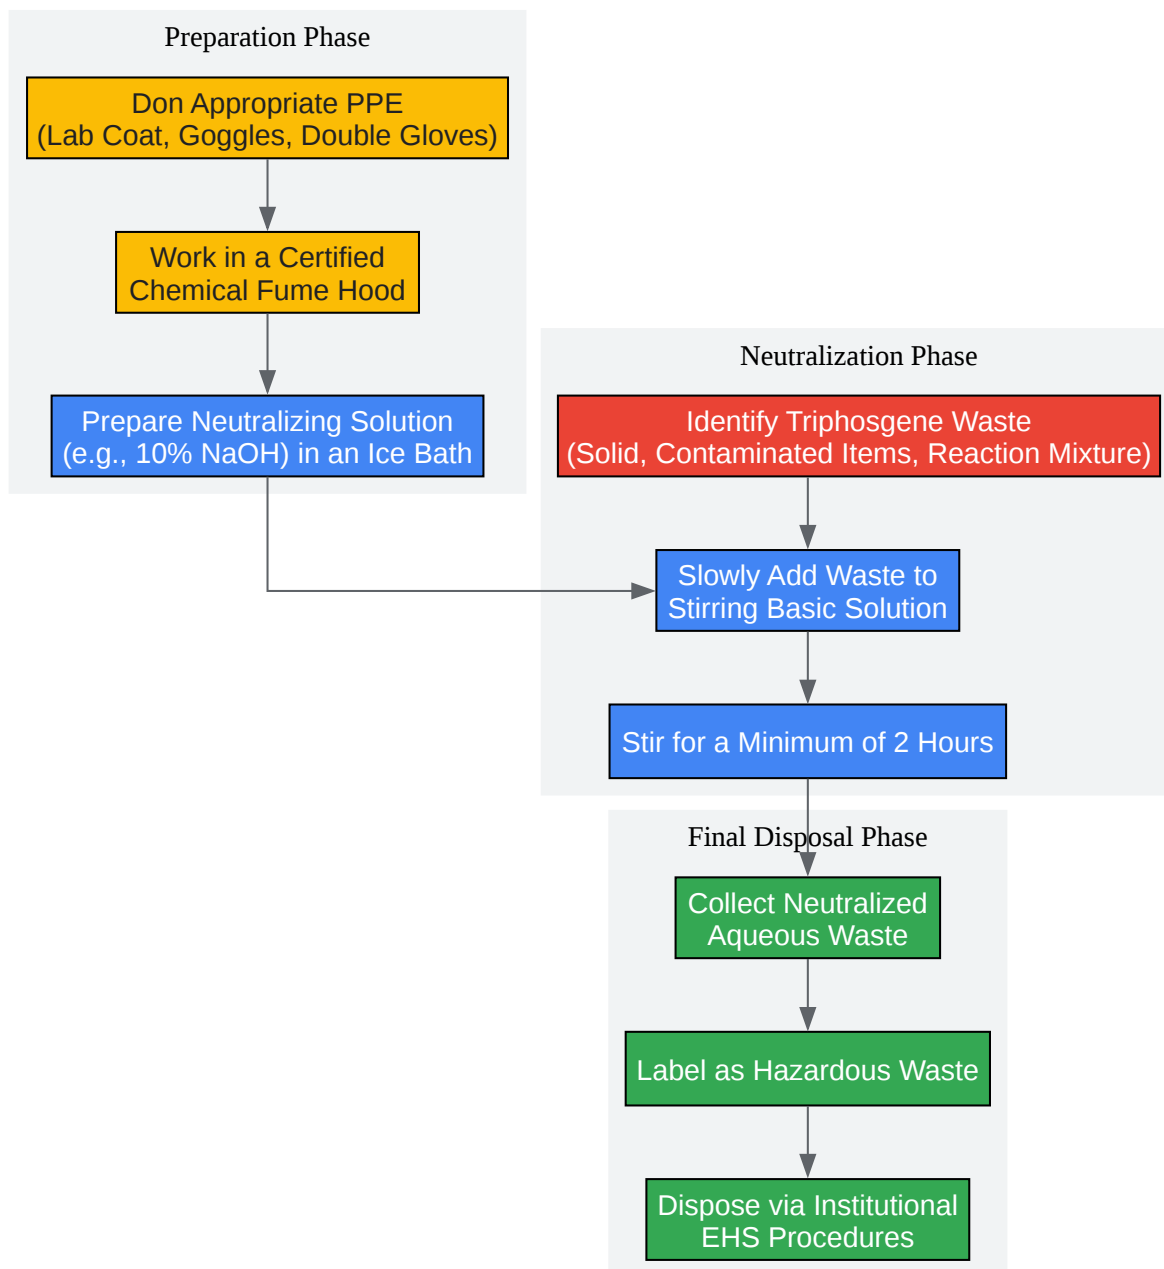 Preparation Phase
Don Appropriate PPE
(Lab Coat, Goggles, Double Gloves)
Work in a Certified
Chemical Fume Hood
Prepare Neutralizing Solution
(e.g., 10% NaOH) in an Ice Bath
Neutralization Phase
Identify Triphosgene Waste
(Solid, Contaminated Items, Reaction Mixture)
Slowly Add Waste to
Stirring Basic Solution
Stir for a Minimum of 2 Hours
Final Disposal Phase
Collect Neutralized
Aqueous Waste
Label as Hazardous Waste
Dispose via Institutional
EHS Procedures